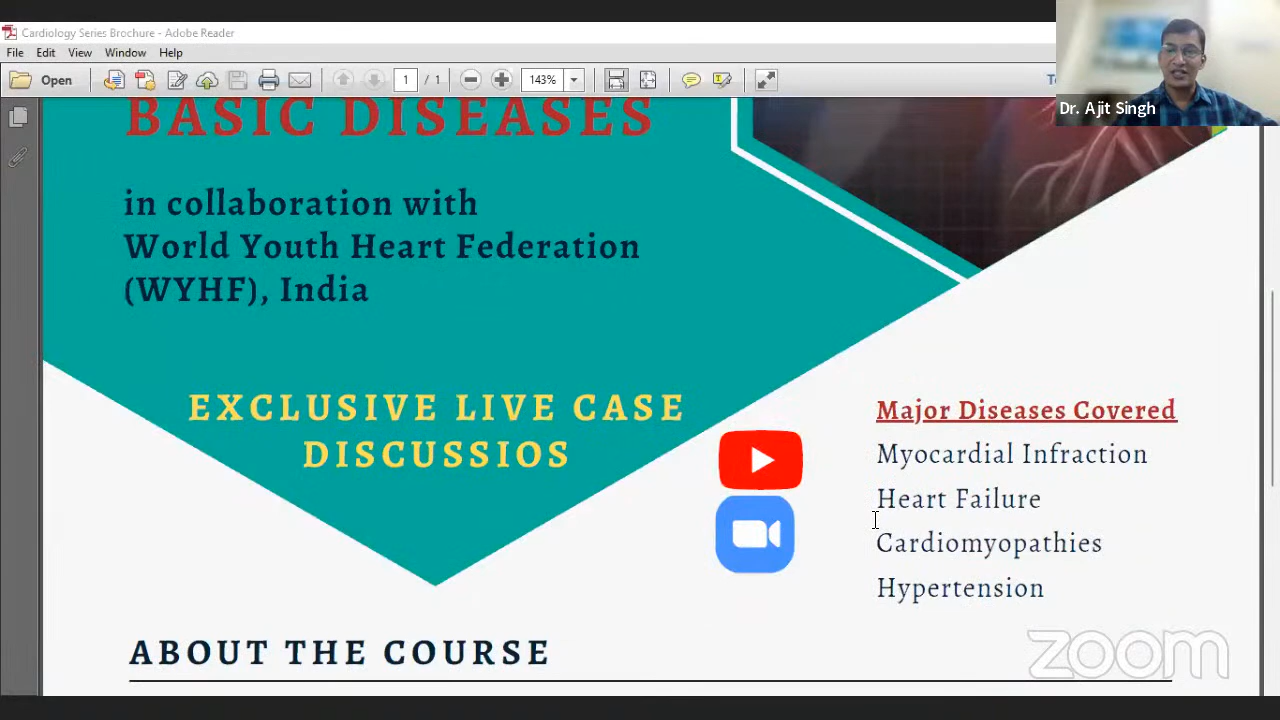 Cardiology Series Brochure - Adobe Reader
File Edit View Window Help
Open 1 / 1 143%
Dr. Ajit Singh
BASIC DISEASES
in collaboration with
World Youth Heart Federation
(WYHF), India
EXCLUSIVE LIVE CASE
DISCUSSIOS
Major Diseases Covered
Myocardial Infraction
Heart Failure
Cardiomyopathies
Hypertension
ABOUT THE COURSE
zoom